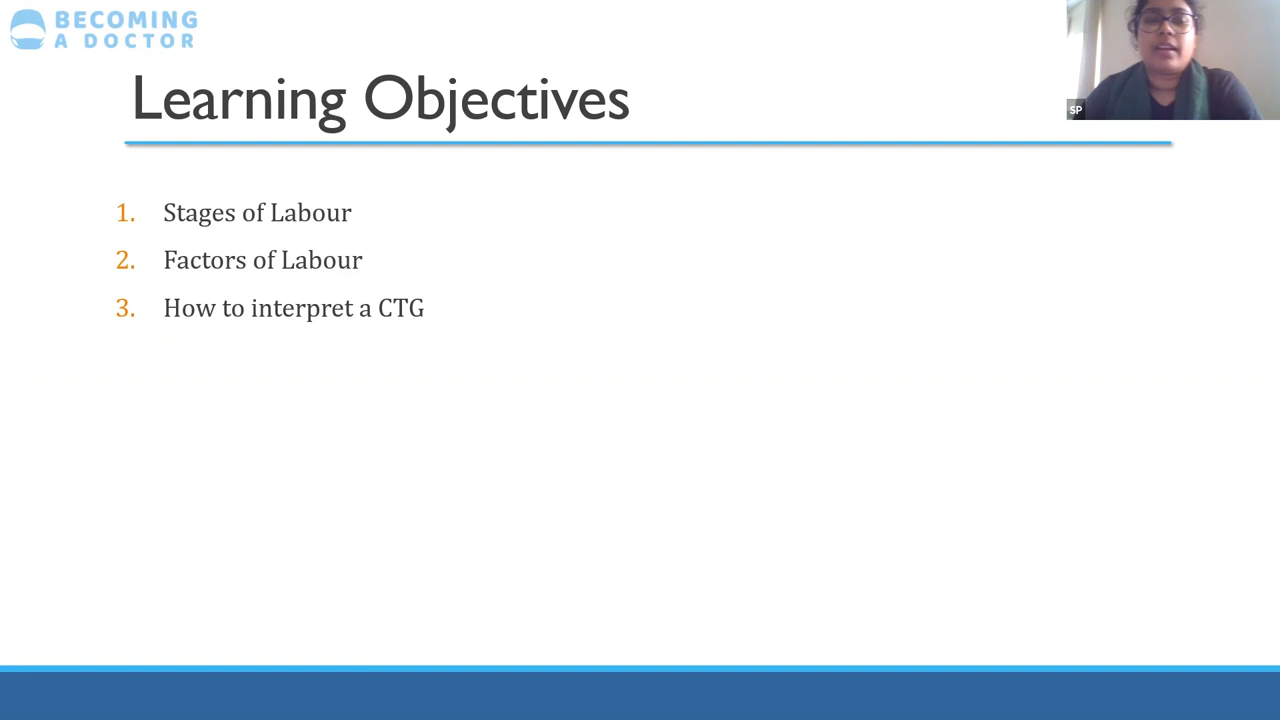 BECOMING
A DOCTOR
SP
Learning Objectives
1. Stages of Labour
2. Factors of Labour
3. How to interpret a CTG